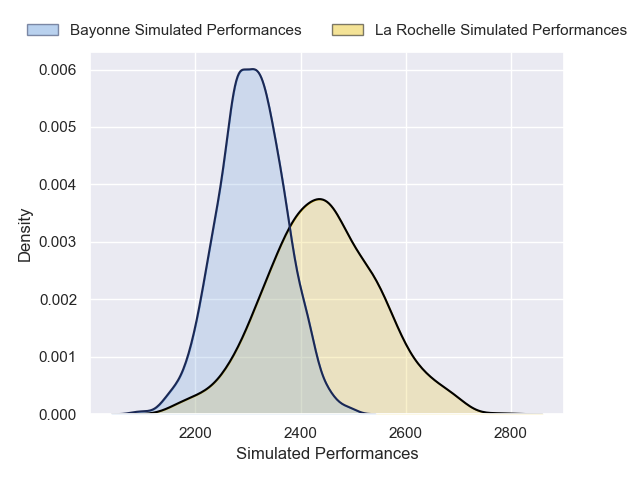 Bayonne Simulated Performances La Rochelle Simulated Performances
0.006
0.005
0.004
0.003
0.002
0.001
0.000
Density
2200 2400 2600 2800
Simulated Performances